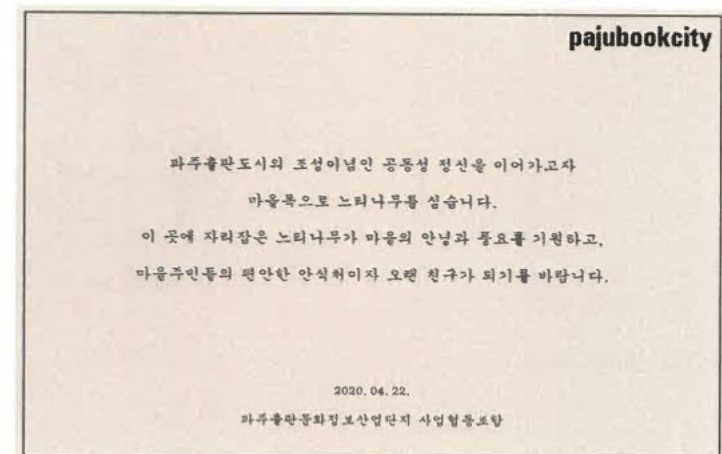 pajubookcity
파주출판도시의 조성이념인 공동성 정신을 이어가고자
마을목으로 느티나무를 심습니다.
이 곳에 자리잡은 느티나무가 마을의 안녕과 풍요를 기원하고,
마을주민들의 편안한 안식처이자 오랜 친구가 되기를 바랍니다.
2020. 04. 22.
파주출판문화정보산업단지 사업협동조합